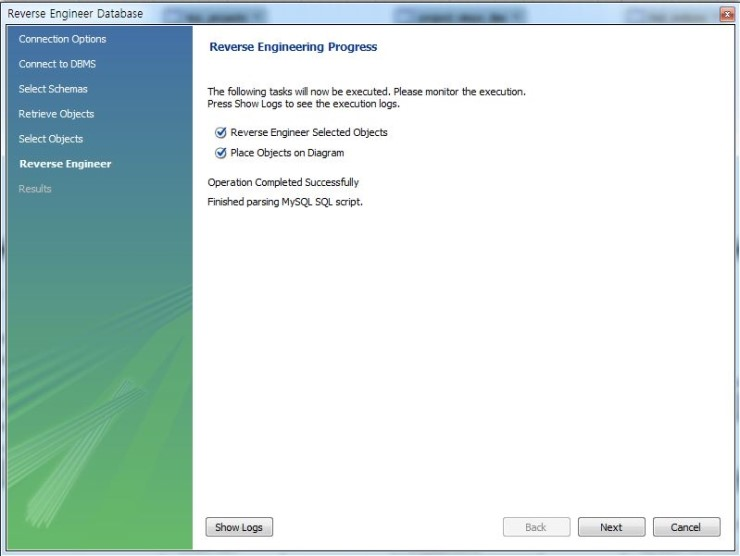 Reverse Engineer Database
Connection Options
Connect to DBMS
Select Schemas
Retrieve Objects
Select Objects
Reverse Engineer
Results
Reverse Engineering Progress
The following tasks will now be executed. Please monitor the execution.
Press Show Logs to see the execution logs.
Reverse Engineer Selected Objects
Place Objects on Diagram
Operation Completed Successfully
Finished parsing MySQL SQL script.
Show Logs
Back
Next
Cancel